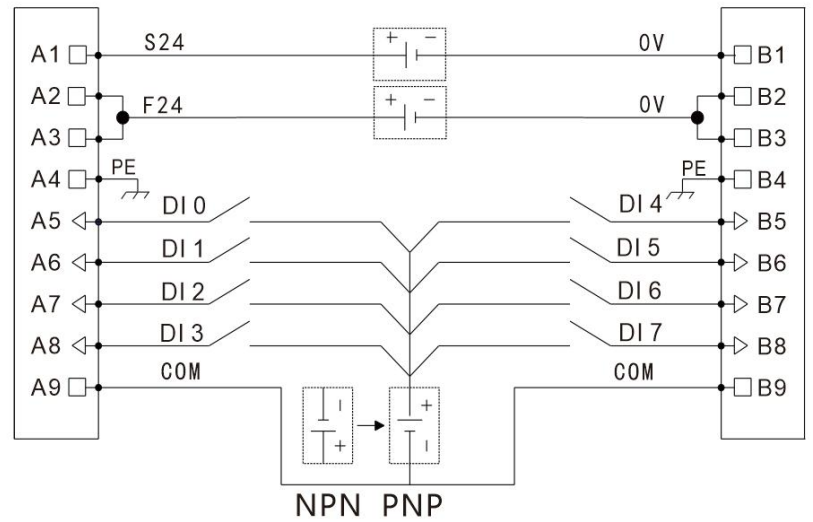 A1 S24 + − 0V B1
A2 B2
F24 + − 0V
A3 B3
A4 PE PE B4
A5 DI 0 DI 4 B5
A6 DI 1 DI 5 B6
A7 DI 2 DI 6 B7
A8 DI 3 DI 7 B8
A9 COM COM B9
− +
+ −
NPN PNP